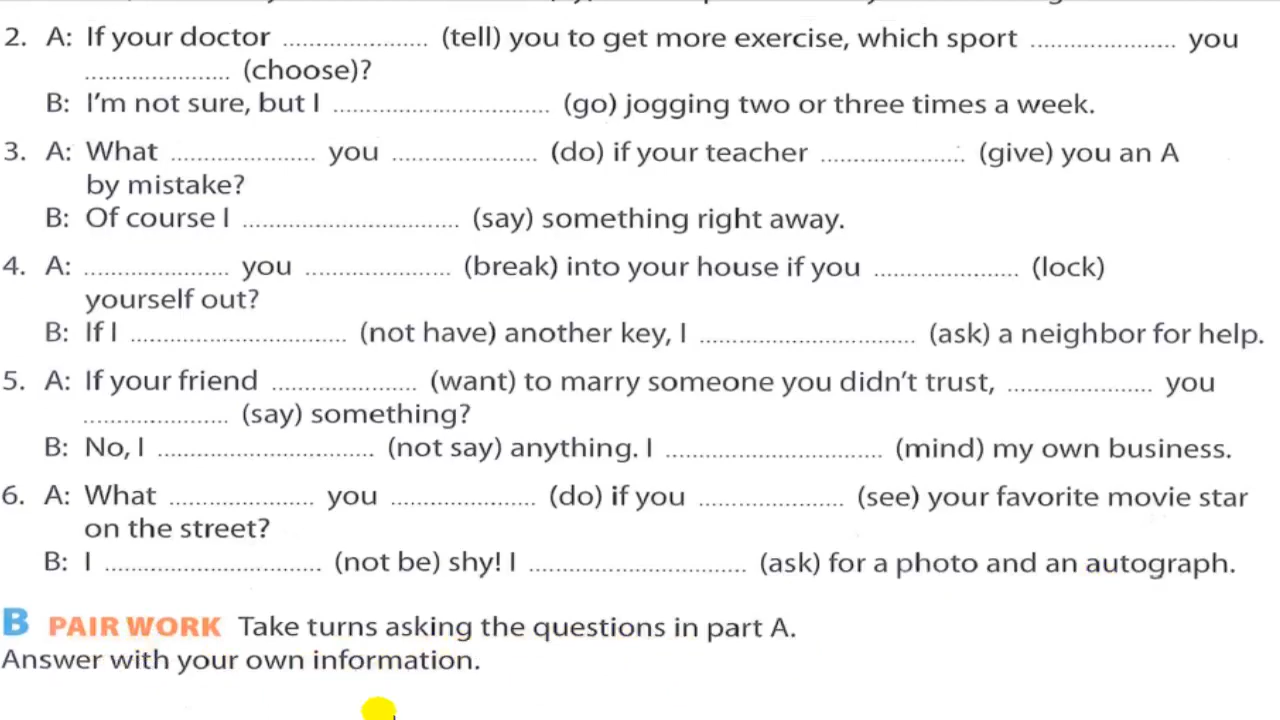 2. A: If your doctor ..................... (tell) you to get more exercise, which sport ..................... you
..................... (choose)?
B: I'm not sure, but I ................................ (go) jogging two or three times a week.
3. A: What ..................... you ..................... (do) if your teacher ..................... (give) you an A
by mistake?
B: Of course I ................................ (say) something right away.
4. A: ..................... you ..................... (break) into your house if you ..................... (lock)
yourself out?
B: If I ................................ (not have) another key, I ................................ (ask) a neighbor for help.
5. A: If your friend ..................... (want) to marry someone you didn't trust, ..................... you
..................... (say) something?
B: No, I ................................ (not say) anything. I ................................ (mind) my own business.
6. A: What ..................... you ..................... (do) if you ..................... (see) your favorite movie star
on the street?
B: I ................................ (not be) shy! I ................................ (ask) for a photo and an autograph.
B PAIR WORK Take turns asking the questions in part A.
Answer with your own information.